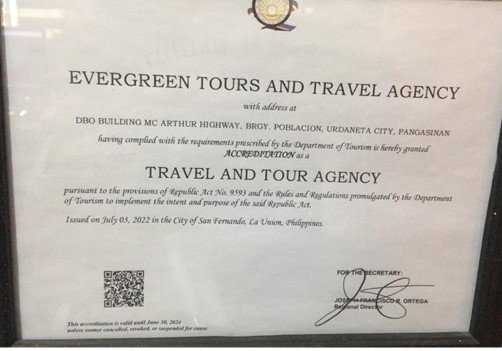 EVERGREEN TOURS AND TRAVEL AGENCY
with address at
DBO BUILDING MC ARTHUR HIGHWAY, BRGY. POBLACION, URDANETA CITY, PANGASINAN
having complied with the requirements prescribed by the Department of Tourism is hereby granted
ACCREDITATION as a
TRAVEL AND TOUR AGENCY
pursuant to the provisions of Republic Act No. 9593 and the Rules and Regulations promulgated by the Department
of Tourism to implement the intent and purpose of the said Republic Act.
Issued on July 03, 2022 in the City of San Fernando, La Union, Philippines.
FOR THE SECRETARY:
JOSEPH FRANCISCO R. ORTEGA
Regional Director
This accreditation is valid until June 30, 2024
unless sooner cancelled, revoked, or suspended for cause.